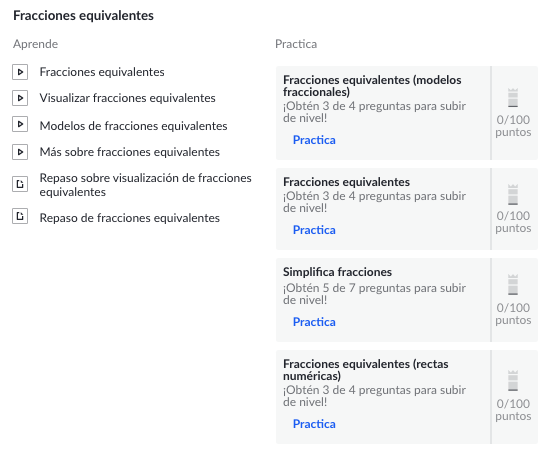 Fracciones equivalentes
Aprende
Fracciones equivalentes
Visualizar fracciones equivalentes
Modelos de fracciones equivalentes
Más sobre fracciones equivalentes
Repaso sobre visualización de fracciones
equivalentes
Repaso de fracciones equivalentes
Practica
Fracciones equivalentes (modelos
fraccionales)
¡Obtén 3 de 4 preguntas para subir
de nivel!
Practica
0/100
puntos
Fracciones equivalentes
¡Obtén 3 de 4 preguntas para subir
de nivel!
Practica
0/100
puntos
Simplifica fracciones
¡Obtén 5 de 7 preguntas para subir
de nivel!
Practica
0/100
puntos
Fracciones equivalentes (rectas
numéricas)
¡Obtén 3 de 4 preguntas para subir
de nivel!
Practica
0/100
puntos